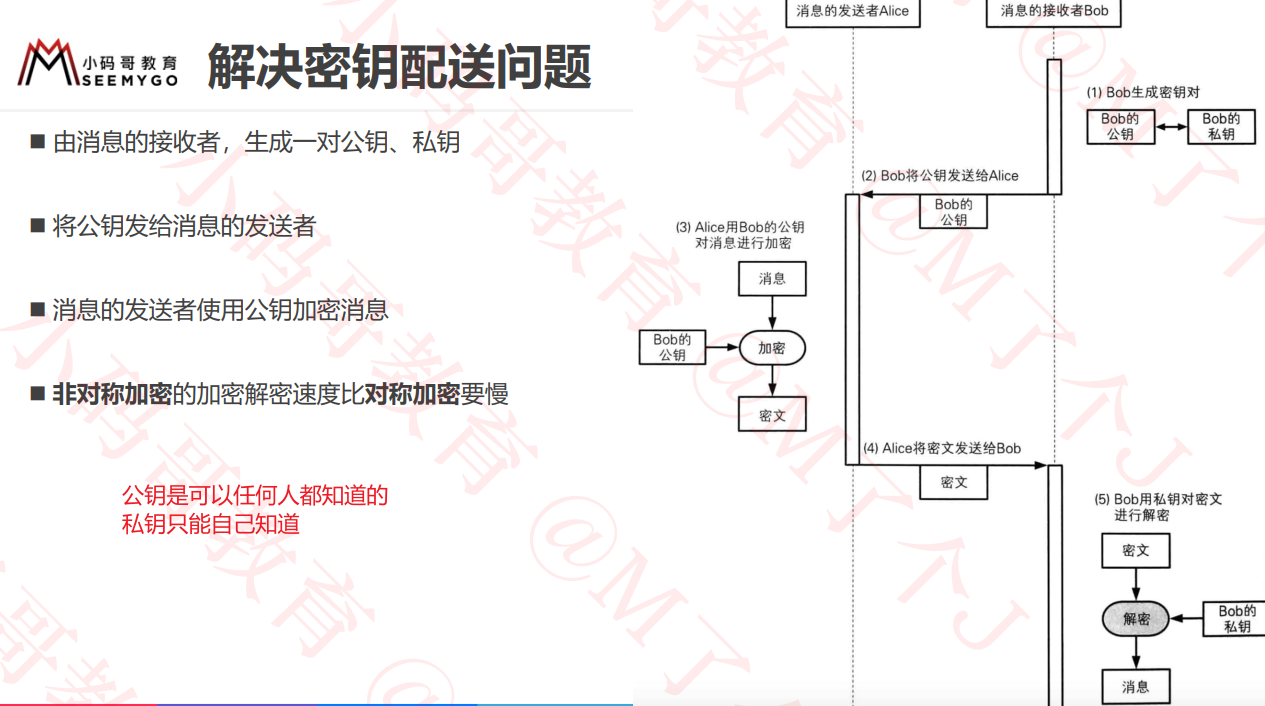 小码哥教育
SEEMYGO
解决密钥配送问题
■ 由消息的接收者，生成一对公钥、私钥
■ 将公钥发给消息的发送者
■ 消息的发送者使用公钥加密消息
■ 非对称加密的加密解密速度比对称加密要慢
公钥是可以任何人都知道的
私钥只能自己知道
消息的发送者Alice
消息的接收者Bob
(1) Bob生成密钥对
Bob的
公钥
Bob的
私钥
(2) Bob将公钥发送给Alice
Bob的
公钥
(3) Alice用Bob的公钥
对消息进行加密
消息
Bob的
公钥
加密
密文
(4) Alice将密文发送给Bob
密文
(5) Bob用私钥对密文
进行解密
密文
解密
Bob的
私钥
消息
小码哥教育 @M了个J